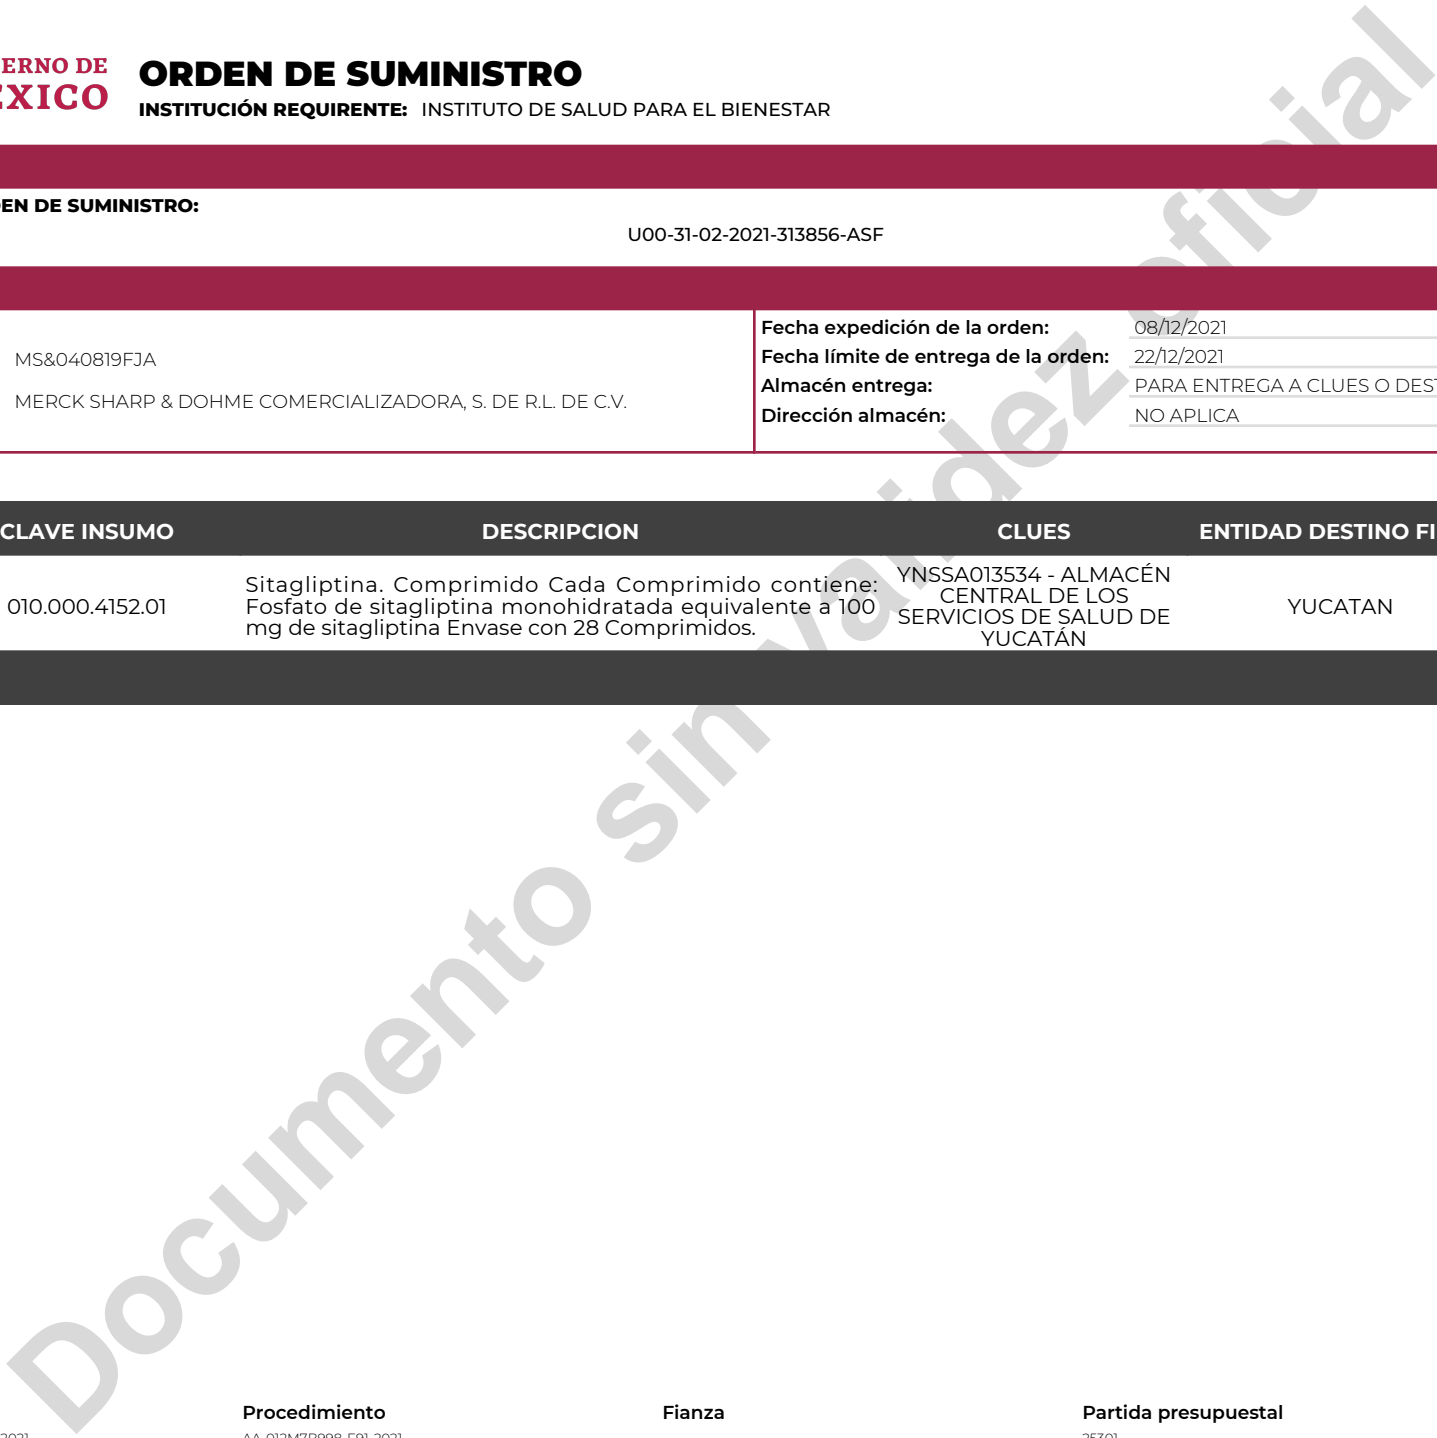 ORDEN DE SUMINISTRO
INSTITUCIÓN REQUIRENTE: INSTITUTO DE SALUD PARA EL BIENESTAR
ERNO DE
EXICO
EN DE SUMINISTRO:
U00-31-02-2021-313856-ASF
MS&040819FJA
MERCK SHARP & DOHME COMERCIALIZADORA, S. DE R.L. DE C.V.
Fecha expedición de la orden: 08/12/2021
Fecha límite de entrega de la orden: 22/12/2021
Almacén entrega: PARA ENTREGA A CLUES O DEST
Dirección almacén: NO APLICA
CLAVE INSUMO DESCRIPCION CLUES ENTIDAD DESTINO FI
010.000.4152.01
Sitagliptina. Comprimido Cada Comprimido contiene:
Fosfato de sitagliptina monohidratada equivalente a 100
mg de sitagliptina Envase con 28 Comprimidos.
YNSSA013534 - ALMACÉN
CENTRAL DE LOS
SERVICIOS DE SALUD DE
YUCATÁN
YUCATAN
Documento sin validez oficial
Procedimiento Fianza Partida presupuestal